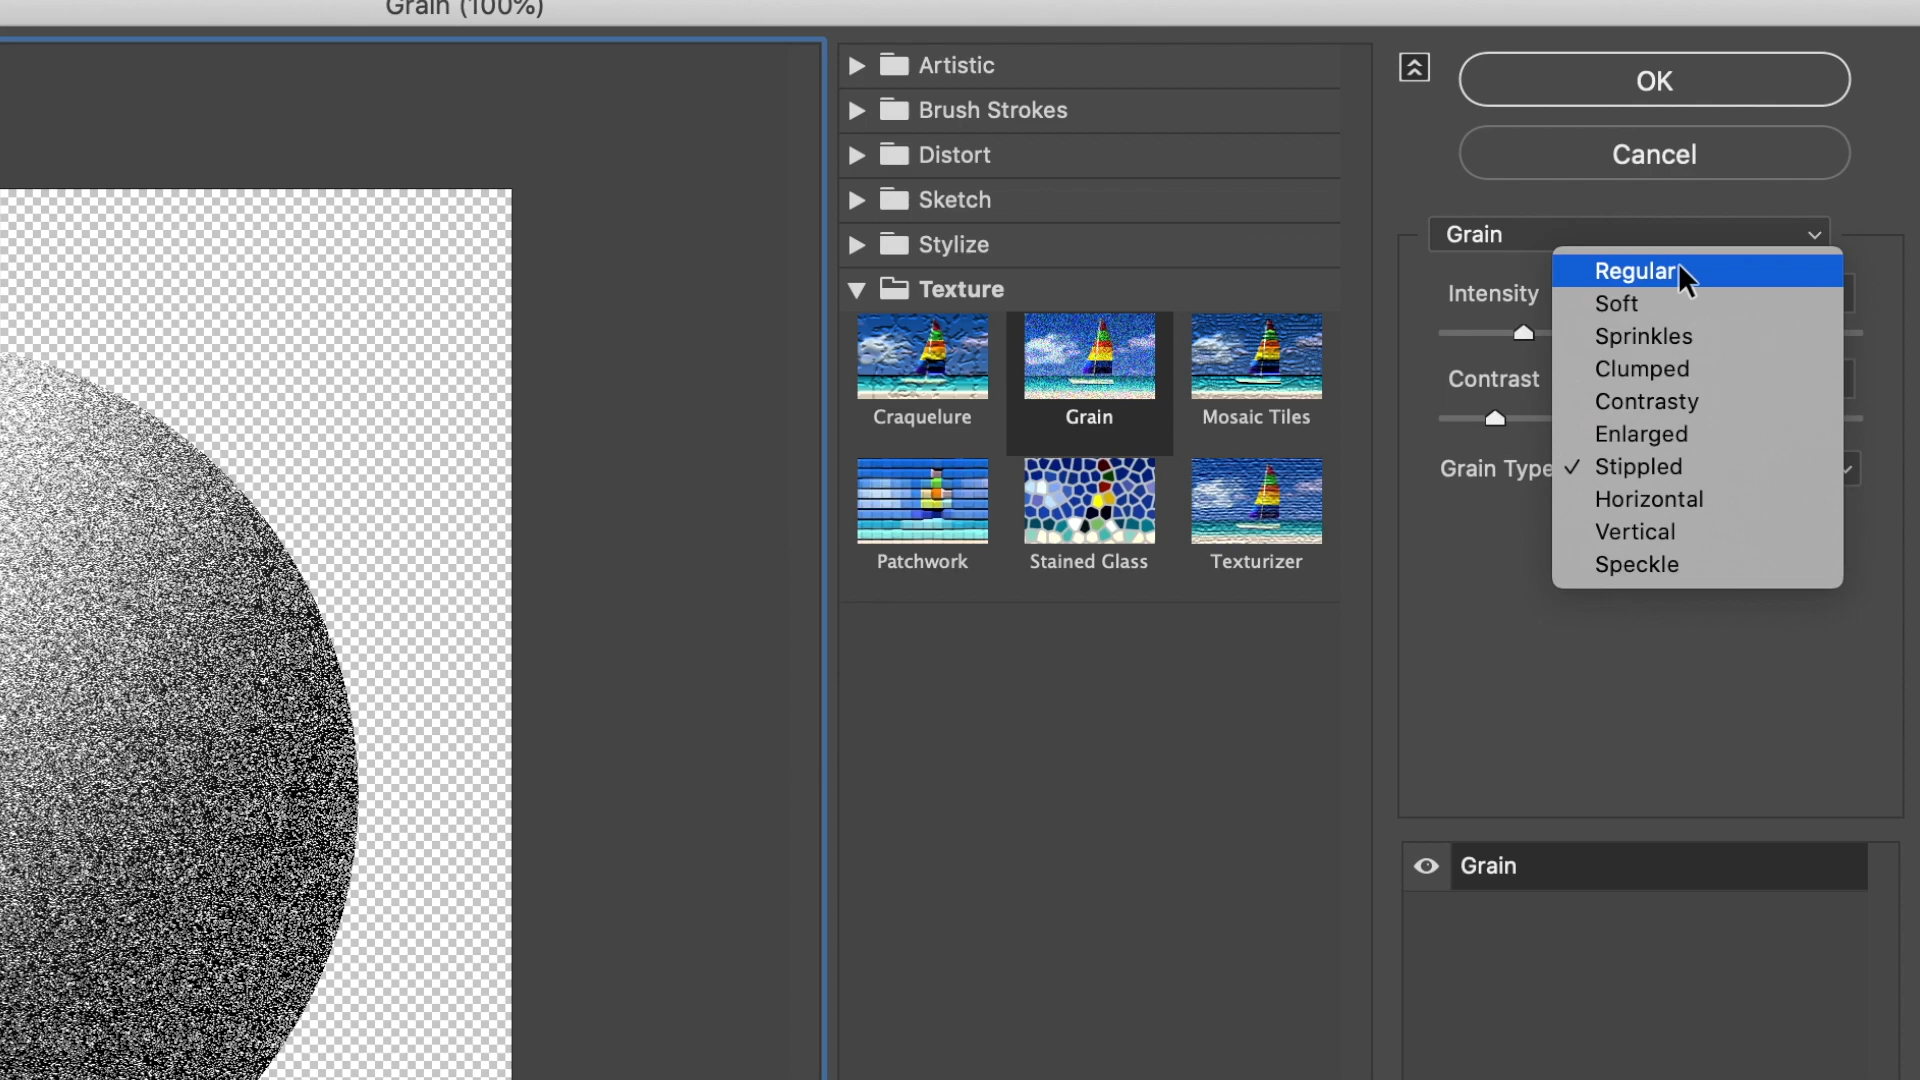 Grain (100%)
Artistic
Brush Strokes
Distort
Sketch
Stylize
Texture
Craquelure
Grain
Mosaic Tiles
Patchwork
Stained Glass
Texturizer
OK
Cancel
Grain
Intensity
Contrast
Grain Type
Regular
Soft
Sprinkles
Clumped
Contrasty
Enlarged
✓ Stippled
Horizontal
Vertical
Speckle
Grain